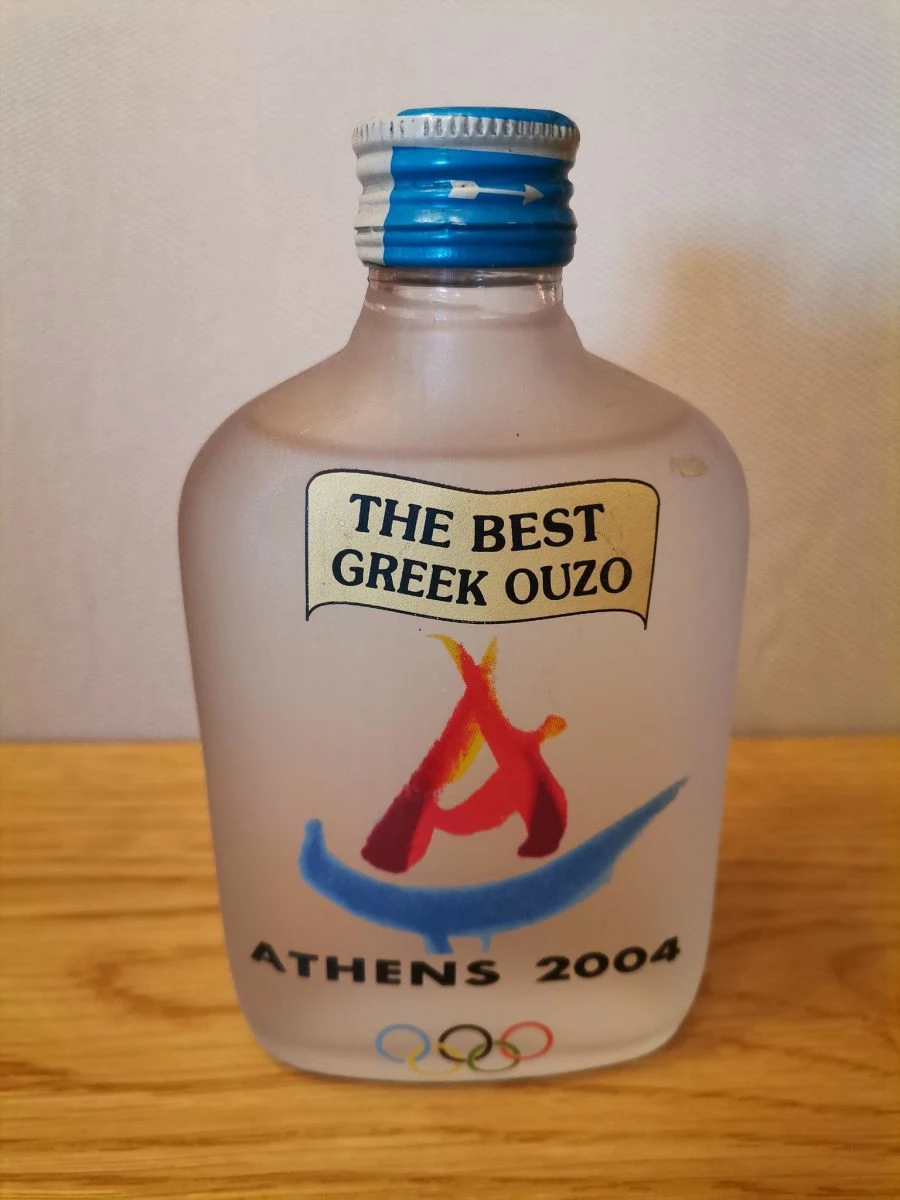 THE BEST
GREEK OUZO
ATHENS 2004